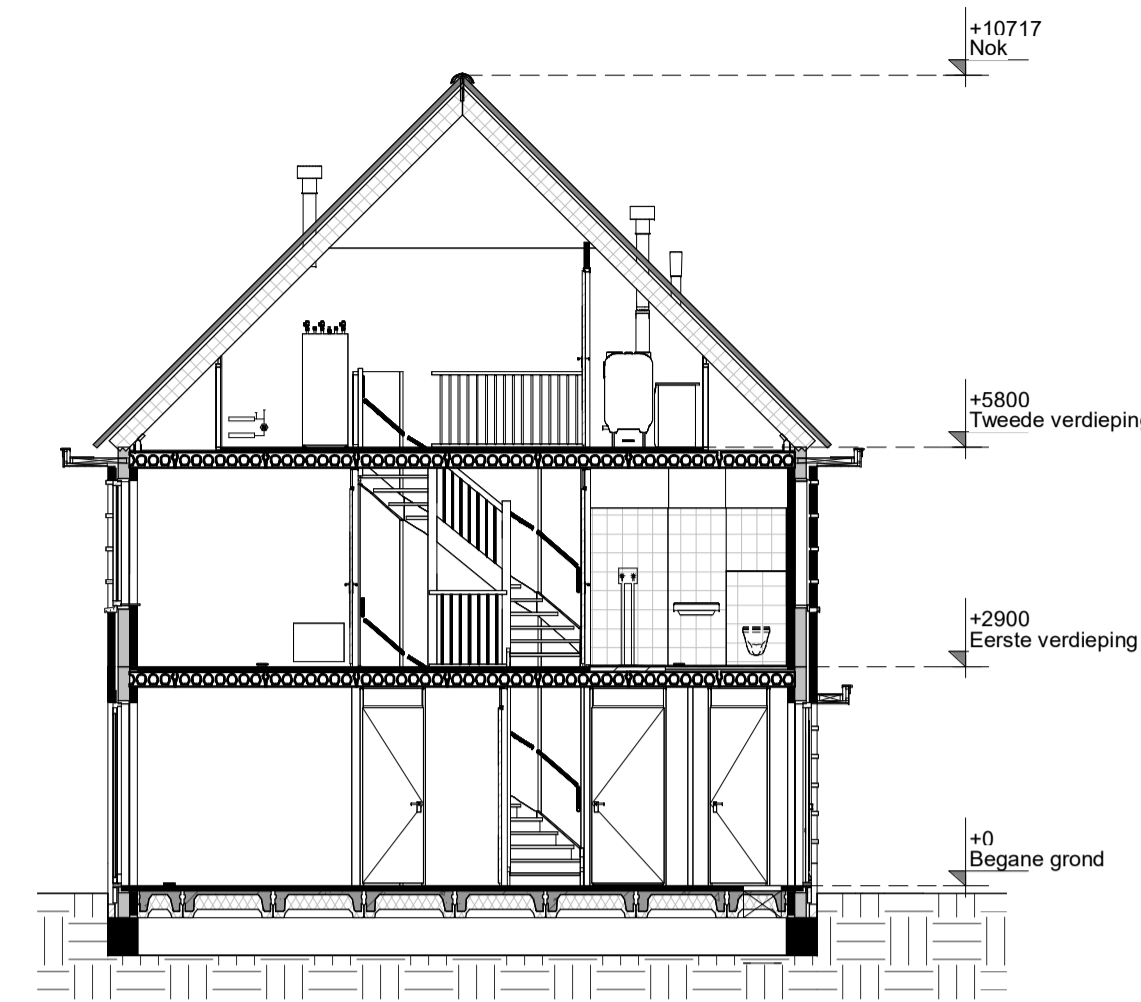 +10717
Nok
+5800
Tweede verdieping
+2900
Eerste verdieping
+0
Begane grond